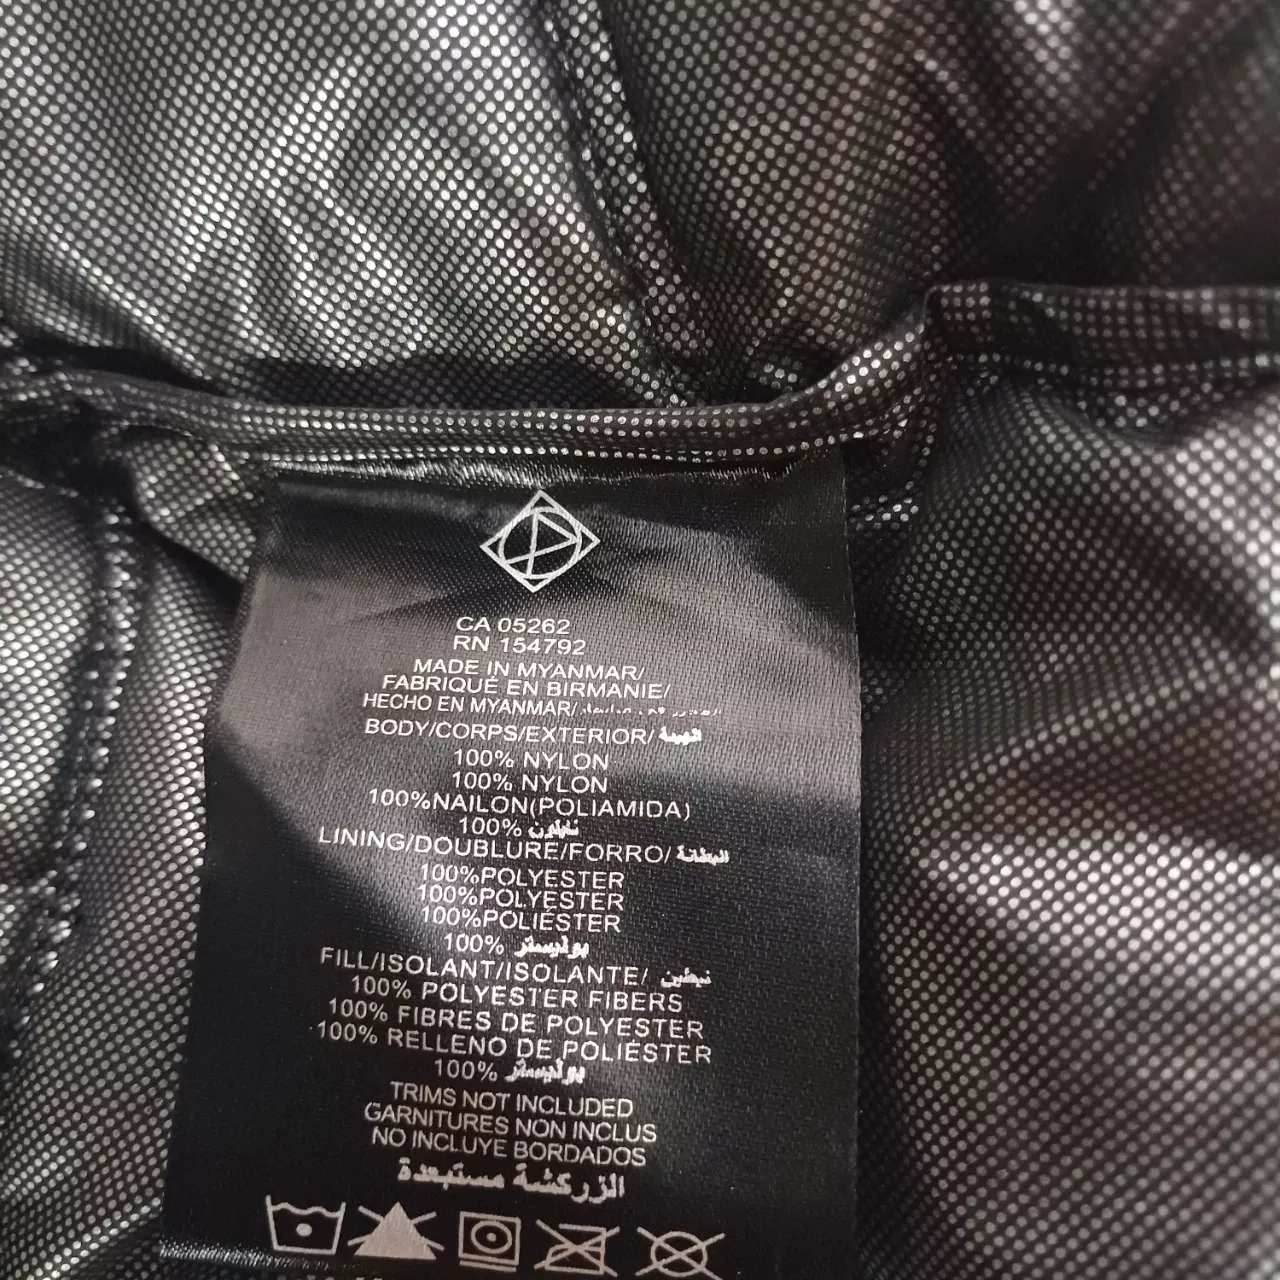 CA 05262
RN 154792
MADE IN MYANMAR/
FABRIQUÉ EN BIRMANIE/
HECHO EN MYANMAR/
BODY/CORPS/EXTERIOR/
100% NYLON
100% NYLON
100%NAILON(POLIAMIDA)
100% نايلون
LINING/DOUBLURE/FORRO/ البطانة
100%POLYESTER
100%POLYESTER
100%POLIÉSTER
100% بوليستر
FILL/ISOLANT/ISOLANTE/ تبطين
100% POLYESTER FIBERS
100% FIBRES DE POLYESTER
100% RELLENO DE POLIÉSTER
100% بوليستر
TRIMS NOT INCLUDED
GARNITURES NON INCLUS
NO INCLUYE BORDADOS
الزركشة مستبعدة